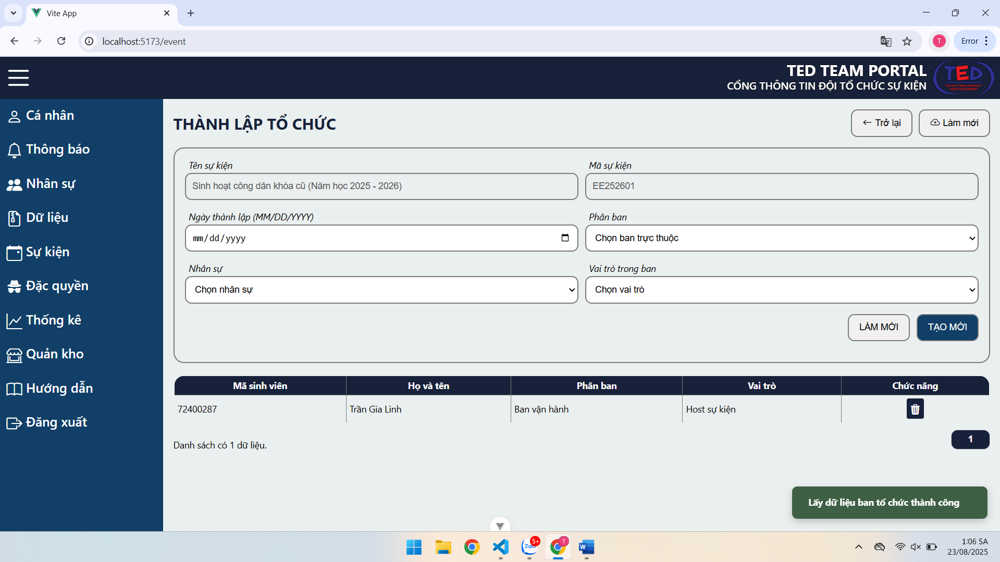 Vite App
localhost:5173/event
T
Error
TED TEAM PORTAL
CỔNG THÔNG TIN ĐỘI TỔ CHỨC SỰ KIỆN
TED
TON DUC THANG UNIVERSITY
EVENT DEVELOPMENT
Cá nhân
Thông báo
Nhân sự
Dữ liệu
Sự kiện
Đặc quyền
Thống kê
Quản kho
Hướng dẫn
Đăng xuất
THÀNH LẬP TỔ CHỨC
Trở lại
Làm mới
Tên sự kiện
Mã sự kiện
Sinh hoạt công dân khóa cũ (Năm học 2025 - 2026)
EE252601
Ngày thành lập (MM/DD/YYYY)
Phân ban
mm/dd/yyyy
Chọn ban trực thuộc
Nhân sự
Vai trò trong ban
Chọn nhân sự
Chọn vai trò
LÀM MỚI
TẠO MỚI
Mã sinh viên Họ và tên Phân ban Vai trò Chức năng
72400287 Trần Gia Linh Ban vận hành Host sự kiện
Danh sách có 1 dữ liệu.
1
Lấy dữ liệu ban tổ chức thành công
Zalo
5+
T
W
1:06 SA
23/08/2025